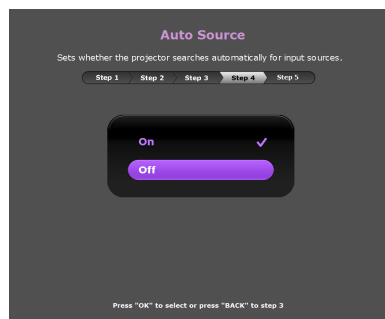 Auto Source
Sets whether the projector searches automatically for input sources.
Step 1 Step 2 Step 3 Step 4 Step 5
On
Off
Press "OK" to select or press "BACK" to step 3